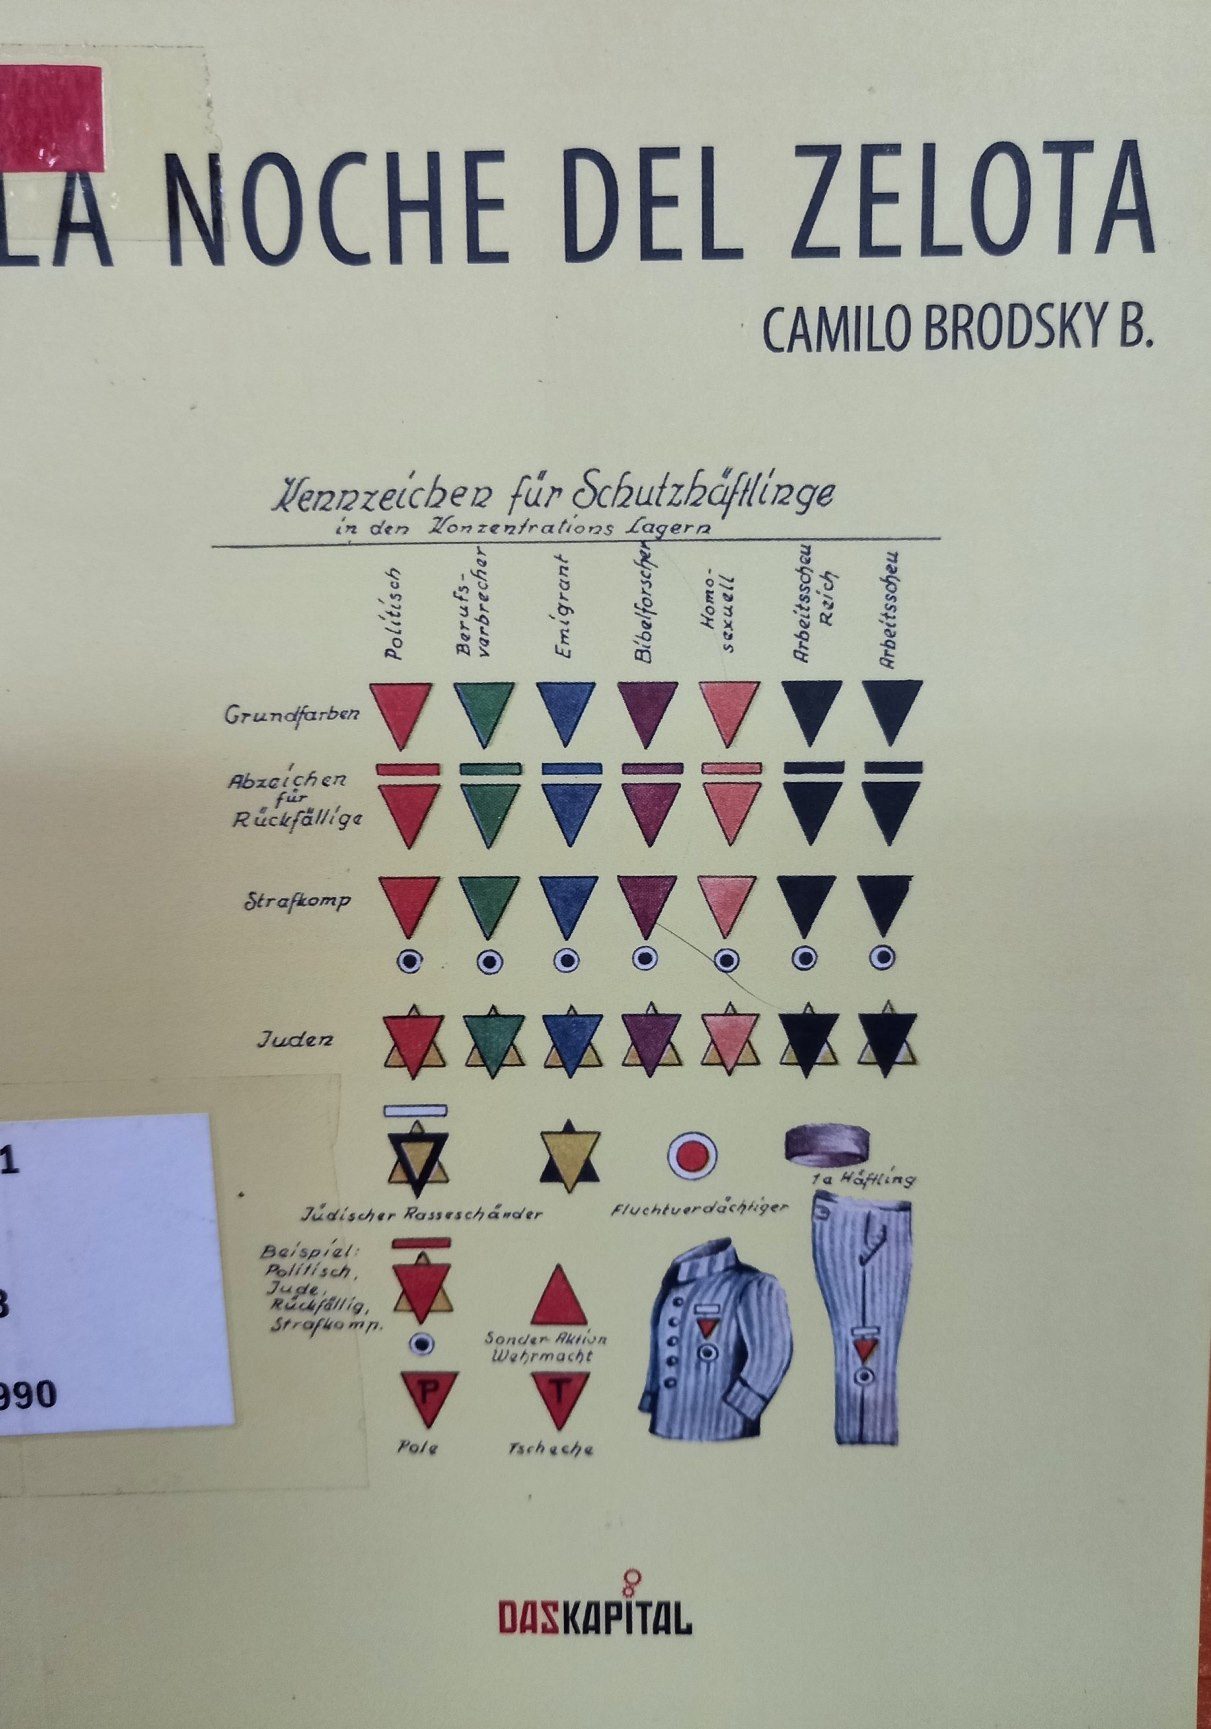 LA NOCHE DEL ZELOTA
CAMILO BRODSKY B.
Kennzeichen für Schutzhäftlinge
in den Konzentrations Lagern
Politisch
Berufs-
verbrecher
Emigrant
Bibelforscher
Homo-
sexuell
Arbeitsscheu
Reich
Arbeitsscheu
Grundfarben
Abzeichen
für
Rückfällige
Strafkomp
Juden
Jüdischer Rasseschänder
Fluchtverdächtiger
1a Häftling
Beispiel:
Politisch,
Jude,
Rückfällig,
Strafkomp.
Sonder Aktion
Wehrmacht
P
T
Pole
Tscheche
1
3
990
DASKAPITAL